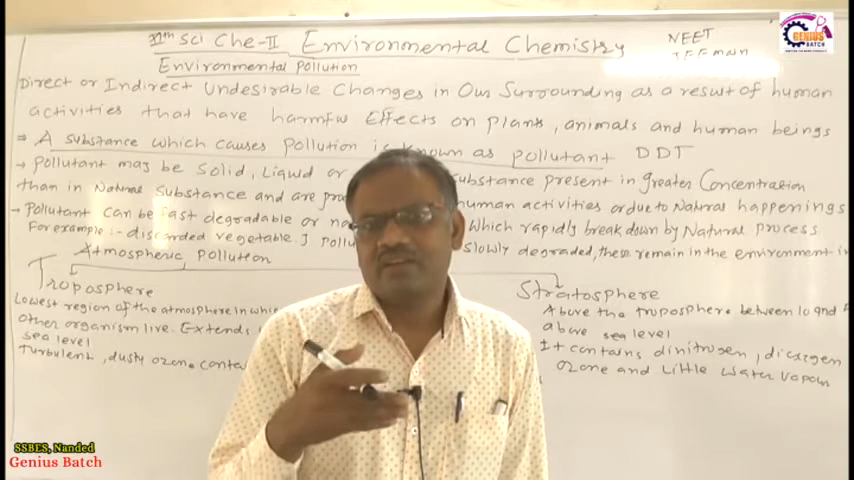 11th Sci Che-II Environmental Chemistry NEET
JEE main
GENIUS
BATCH
Environmental Pollution
Direct or Indirect Undesirable Changes in Our Surrounding as a result of human
activities that have harmful Effects on plants, animals and human beings
⇒ A substance which causes pollution is known as pollutant DDT
→ Pollutant may be Solid, Liquid or substance present in greater Concentration
than in Natural Substance and are human activities or due to Natural happenings
→ Pollutant can be fast degradable or Which rapidly break down by Natural process
For example :- discarded vegetable. slowly degraded, these remain in the environment
Atmospheric Pollution
Troposphere
Lowest region of the atmosphere in
other organism live. Extends
sea level
Turbulent, dusty ozone
Stratosphere
Above the troposphere between 10 and
above sea level
It contains dinitrogen, dioxygen
ozone and Little water vapour
SSBES, Nanded
Genius Batch